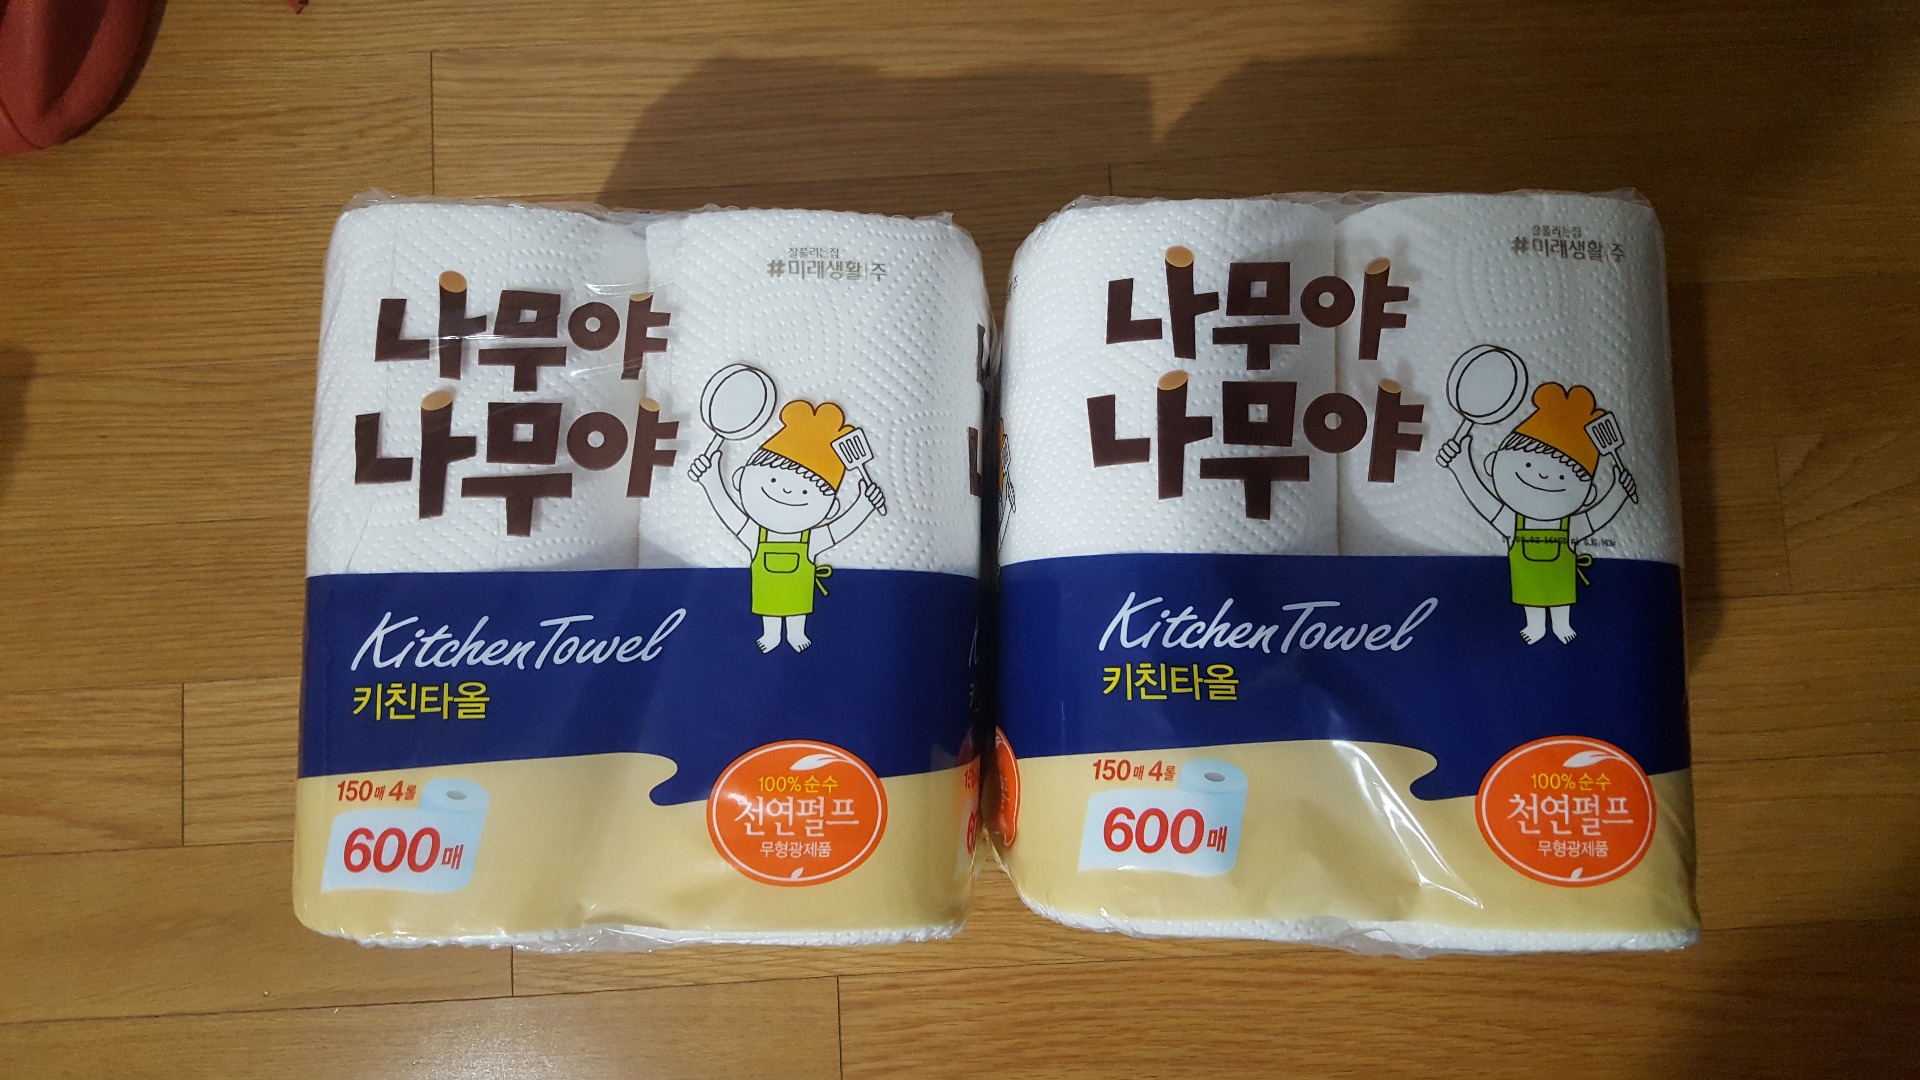 잘풀리는집
#미래생활|주
나무야
나무야
Kitchen Towel
키친타올
150매 4롤
600매
100% 순수
천연펄프
무형광제품
잘풀리는집
#미래생활|주
나무야
나무야
Kitchen Towel
키친타올
150매 4롤
600매
100% 순수
천연펄프
무형광제품